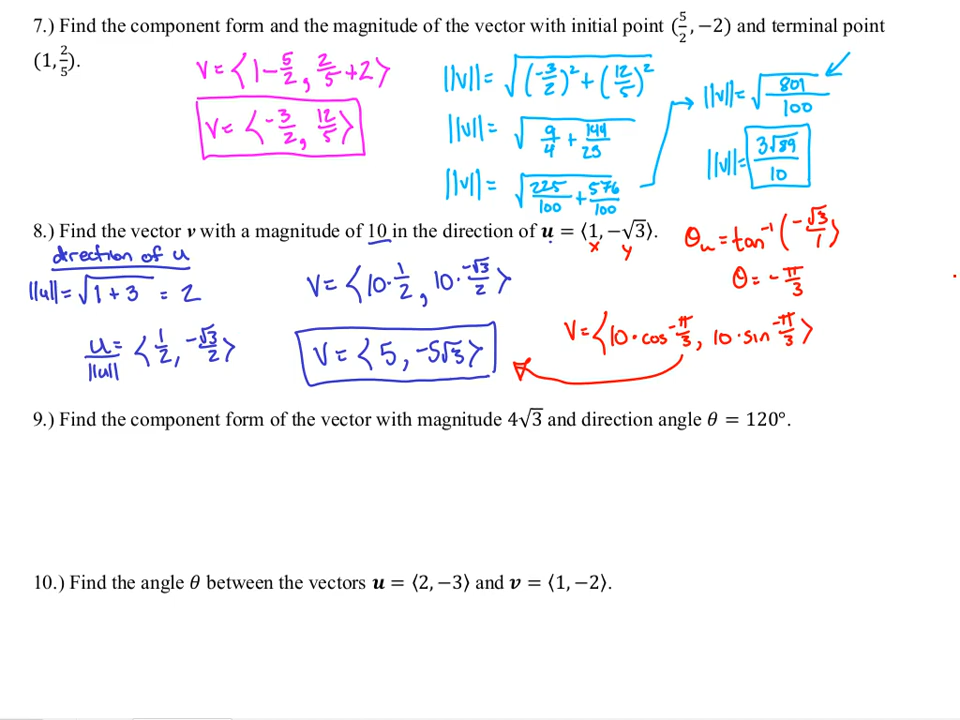 7.) Find the component form and the magnitude of the vector with initial point (5/2, −2) and terminal point
(1, 2/5).
v = ⟨1 - 5/2, 2/5 + 2⟩
v = ⟨-3/2, 12/5⟩
||v|| = √((-3/2)² + (12/5)²)
||v|| = √(9/4 + 144/25)
||v|| = √(225/100 + 576/100)
||v|| = √(801/100)
||v|| = 3√89/10
8.) Find the vector v with a magnitude of 10 in the direction of u = ⟨1, −√3⟩.
x y
direction of u
||u|| = √(1 + 3) = 2
u/||u|| = ⟨1/2, -√3/2⟩
v = ⟨10·1/2, 10·-√3/2⟩
v = ⟨5, -5√3⟩
θu = tan⁻¹(-√3/1)
θ = -π/3
v = ⟨10·cos -π/3, 10·sin -π/3⟩
9.) Find the component form of the vector with magnitude 4√3 and direction angle θ = 120°.
10.) Find the angle θ between the vectors u = ⟨2, −3⟩ and v = ⟨1, −2⟩.